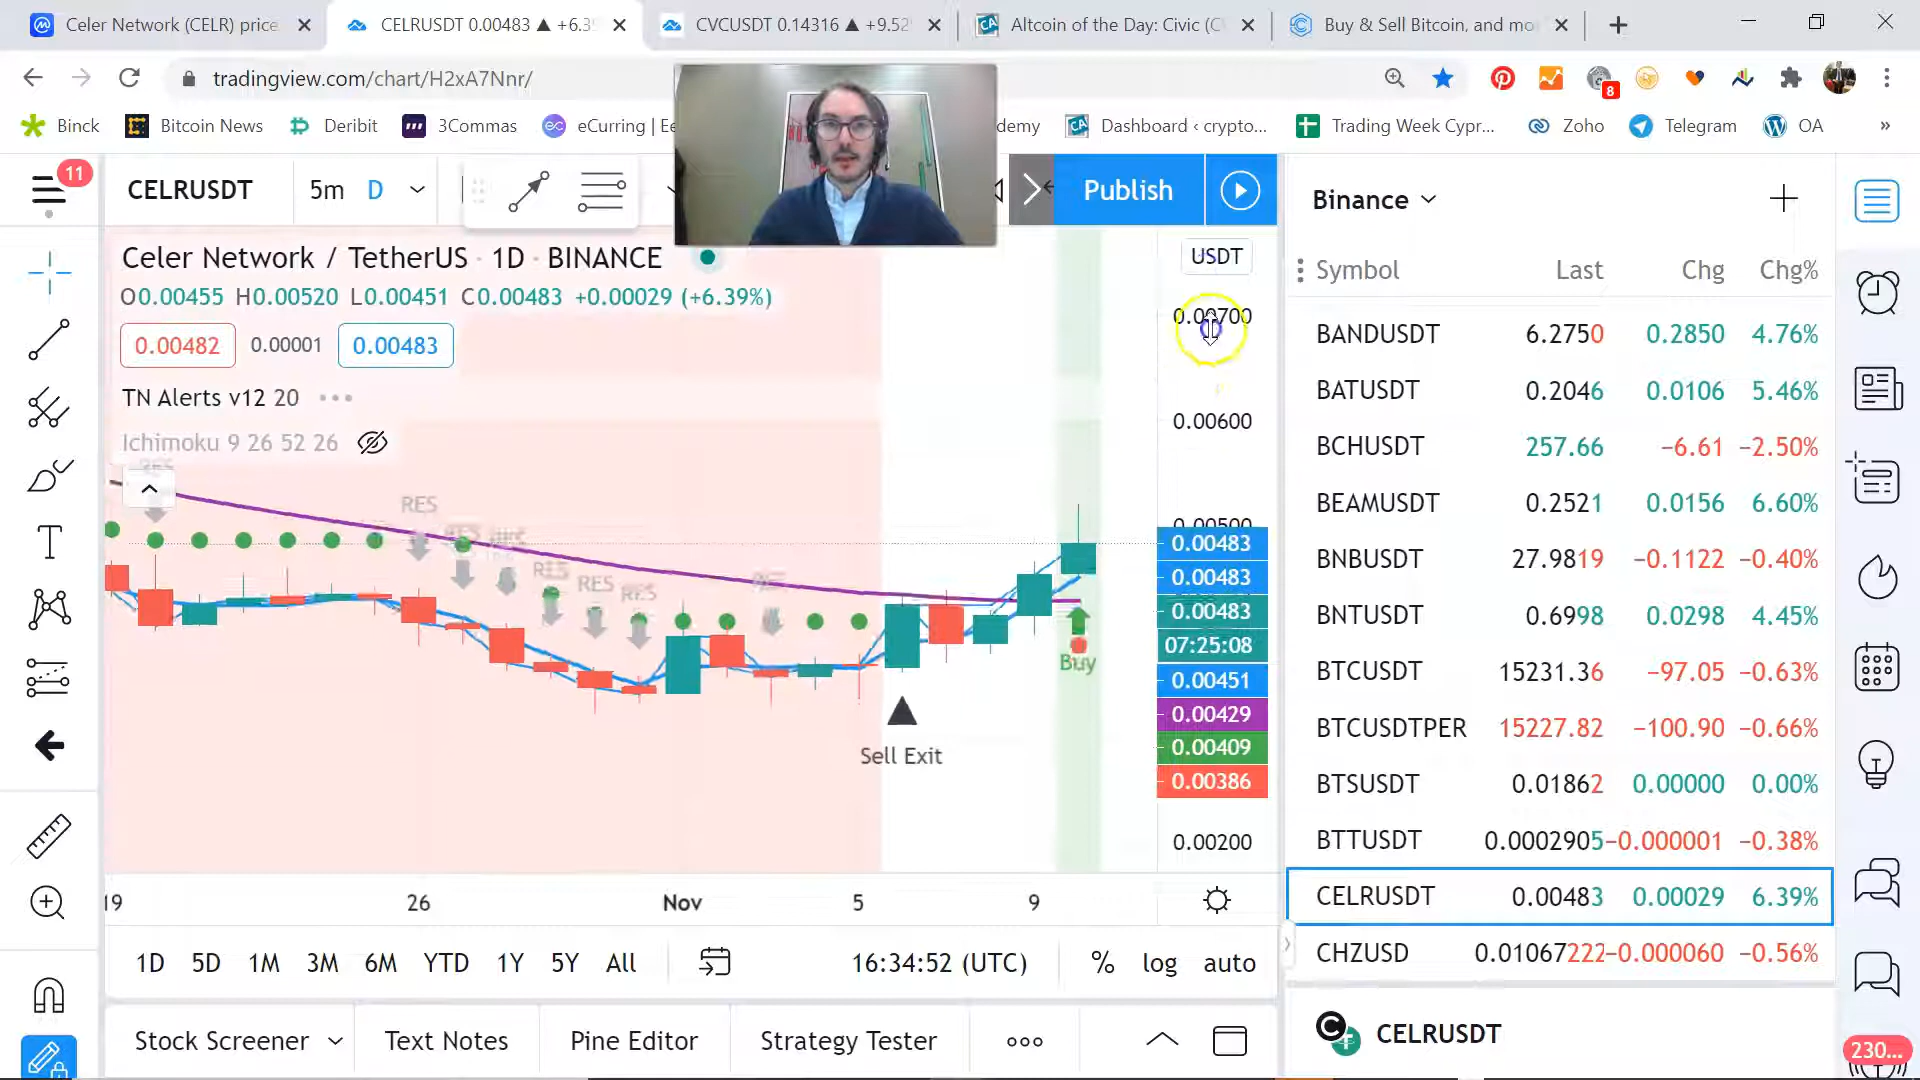 Celer Network (CELR) price
CELRUSDT 0.00483 ▲ +6.3
CVCUSDT 0.14316 ▲ +9.52
Altcoin of the Day: Civic (C
Buy & Sell Bitcoin, and mo
tradingview.com/chart/H2xA7Nnr/
8
Binck
Bitcoin News
Deribit
3Commas
eCurring | Ee
demy
Dashboard ‹ crypto...
Trading Week Cypr...
Zoho
Telegram
OA
»
11
CELRUSDT
5m
D
Publish
Binance
Celer Network / TetherUS · 1D · BINANCE
USDT
Symbol Last Chg Chg%
O0.00455 H0.00520 L0.00451 C0.00483 +0.00029 (+6.39%)
0.00482
0.00001
0.00483
TN Alerts v12 20
Ichimoku 9 26 52 26
RES
RES
RES
RES
RES
Sell Exit
Buy
0.00700
0.00600
0.00500
0.00483
0.00483
0.00483
07:25:08
0.00451
0.00429
0.00409
0.00386
0.00200
BANDUSDT 6.2750 0.2850 4.76%
BATUSDT 0.2046 0.0106 5.46%
BCHUSDT 257.66 −6.61 −2.50%
BEAMUSDT 0.2521 0.0156 6.60%
BNBUSDT 27.9819 −0.1122 −0.40%
BNTUSDT 0.6998 0.0298 4.45%
BTCUSDT 15231.36 −97.05 −0.63%
BTCUSDTPER 15227.82 −100.90 −0.66%
BTSUSDT 0.01862 0.00000 0.00%
BTTUSDT 0.0002905 −0.000001 −0.38%
CELRUSDT 0.00483 0.00029 6.39%
CHZUSD 0.01067222 −0.000060 −0.56%
19 26 Nov 5 9
1D 5D 1M 3M 6M YTD 1Y 5Y All
16:34:52 (UTC)
% log auto
Stock Screener
Text Notes
Pine Editor
Strategy Tester
CELRUSDT
230...